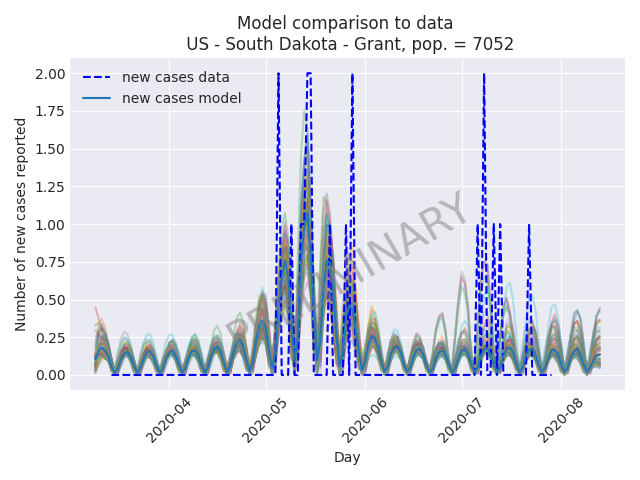 Model comparison to data
US - South Dakota - Grant, pop. = 7052
Number of new cases reported
2.00
1.75
1.50
1.25
1.00
0.75
0.50
0.25
0.00
new cases data
new cases model
PRELIMINARY
2020-04
2020-05
2020-06
2020-07
2020-08
Day